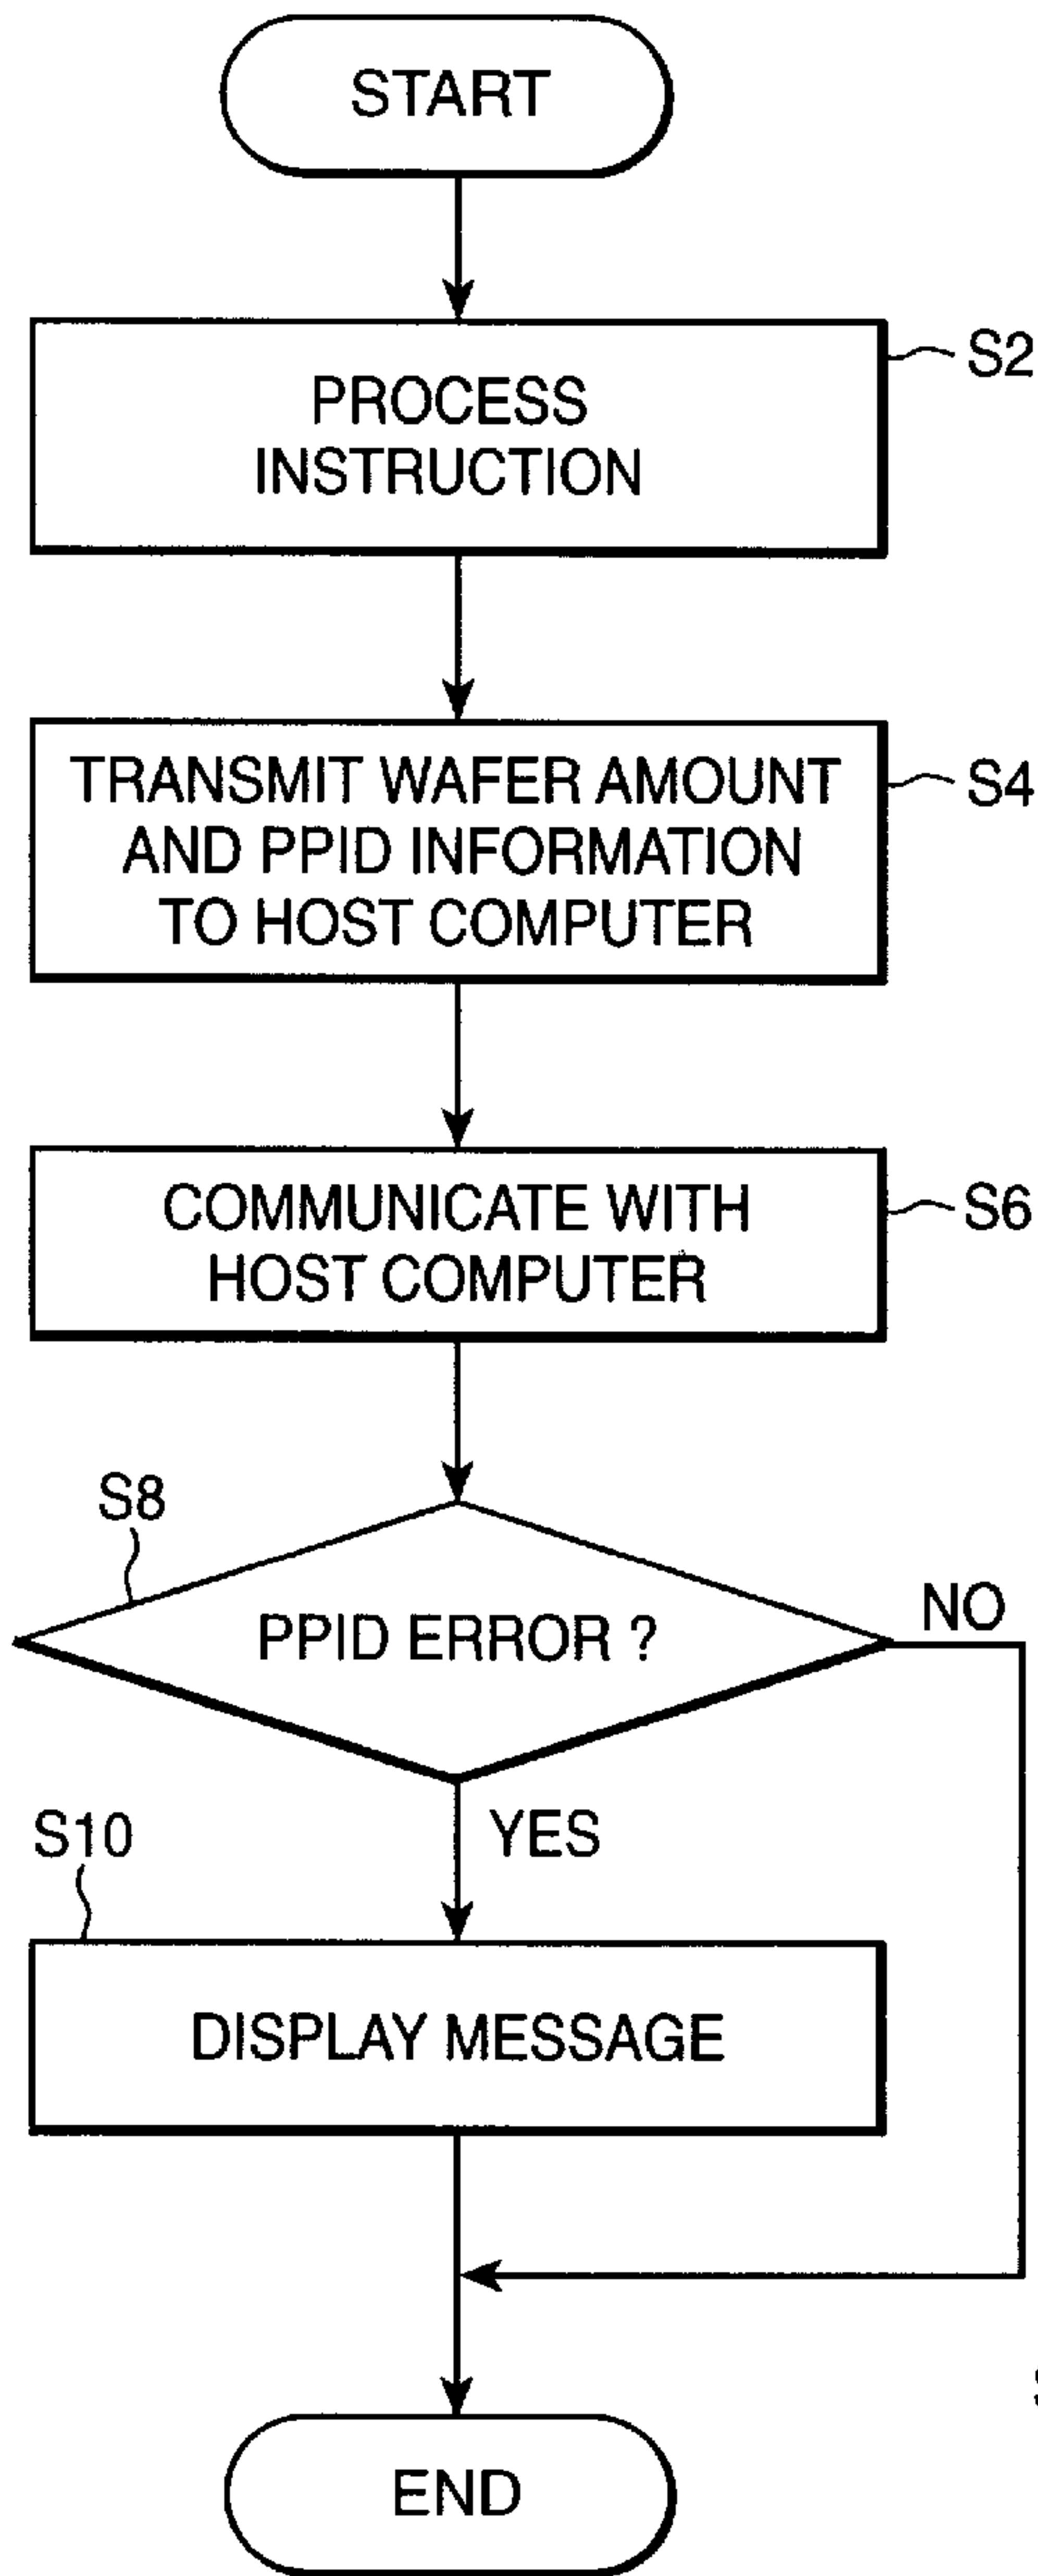 START
PROCESS
INSTRUCTION
S2
TRANSMIT WAFER AMOUNT
AND PPID INFORMATION
TO HOST COMPUTER
S4
COMMUNICATE WITH
HOST COMPUTER
S6
S8
PPID ERROR ?
NO
YES
S10
DISPLAY MESSAGE
END